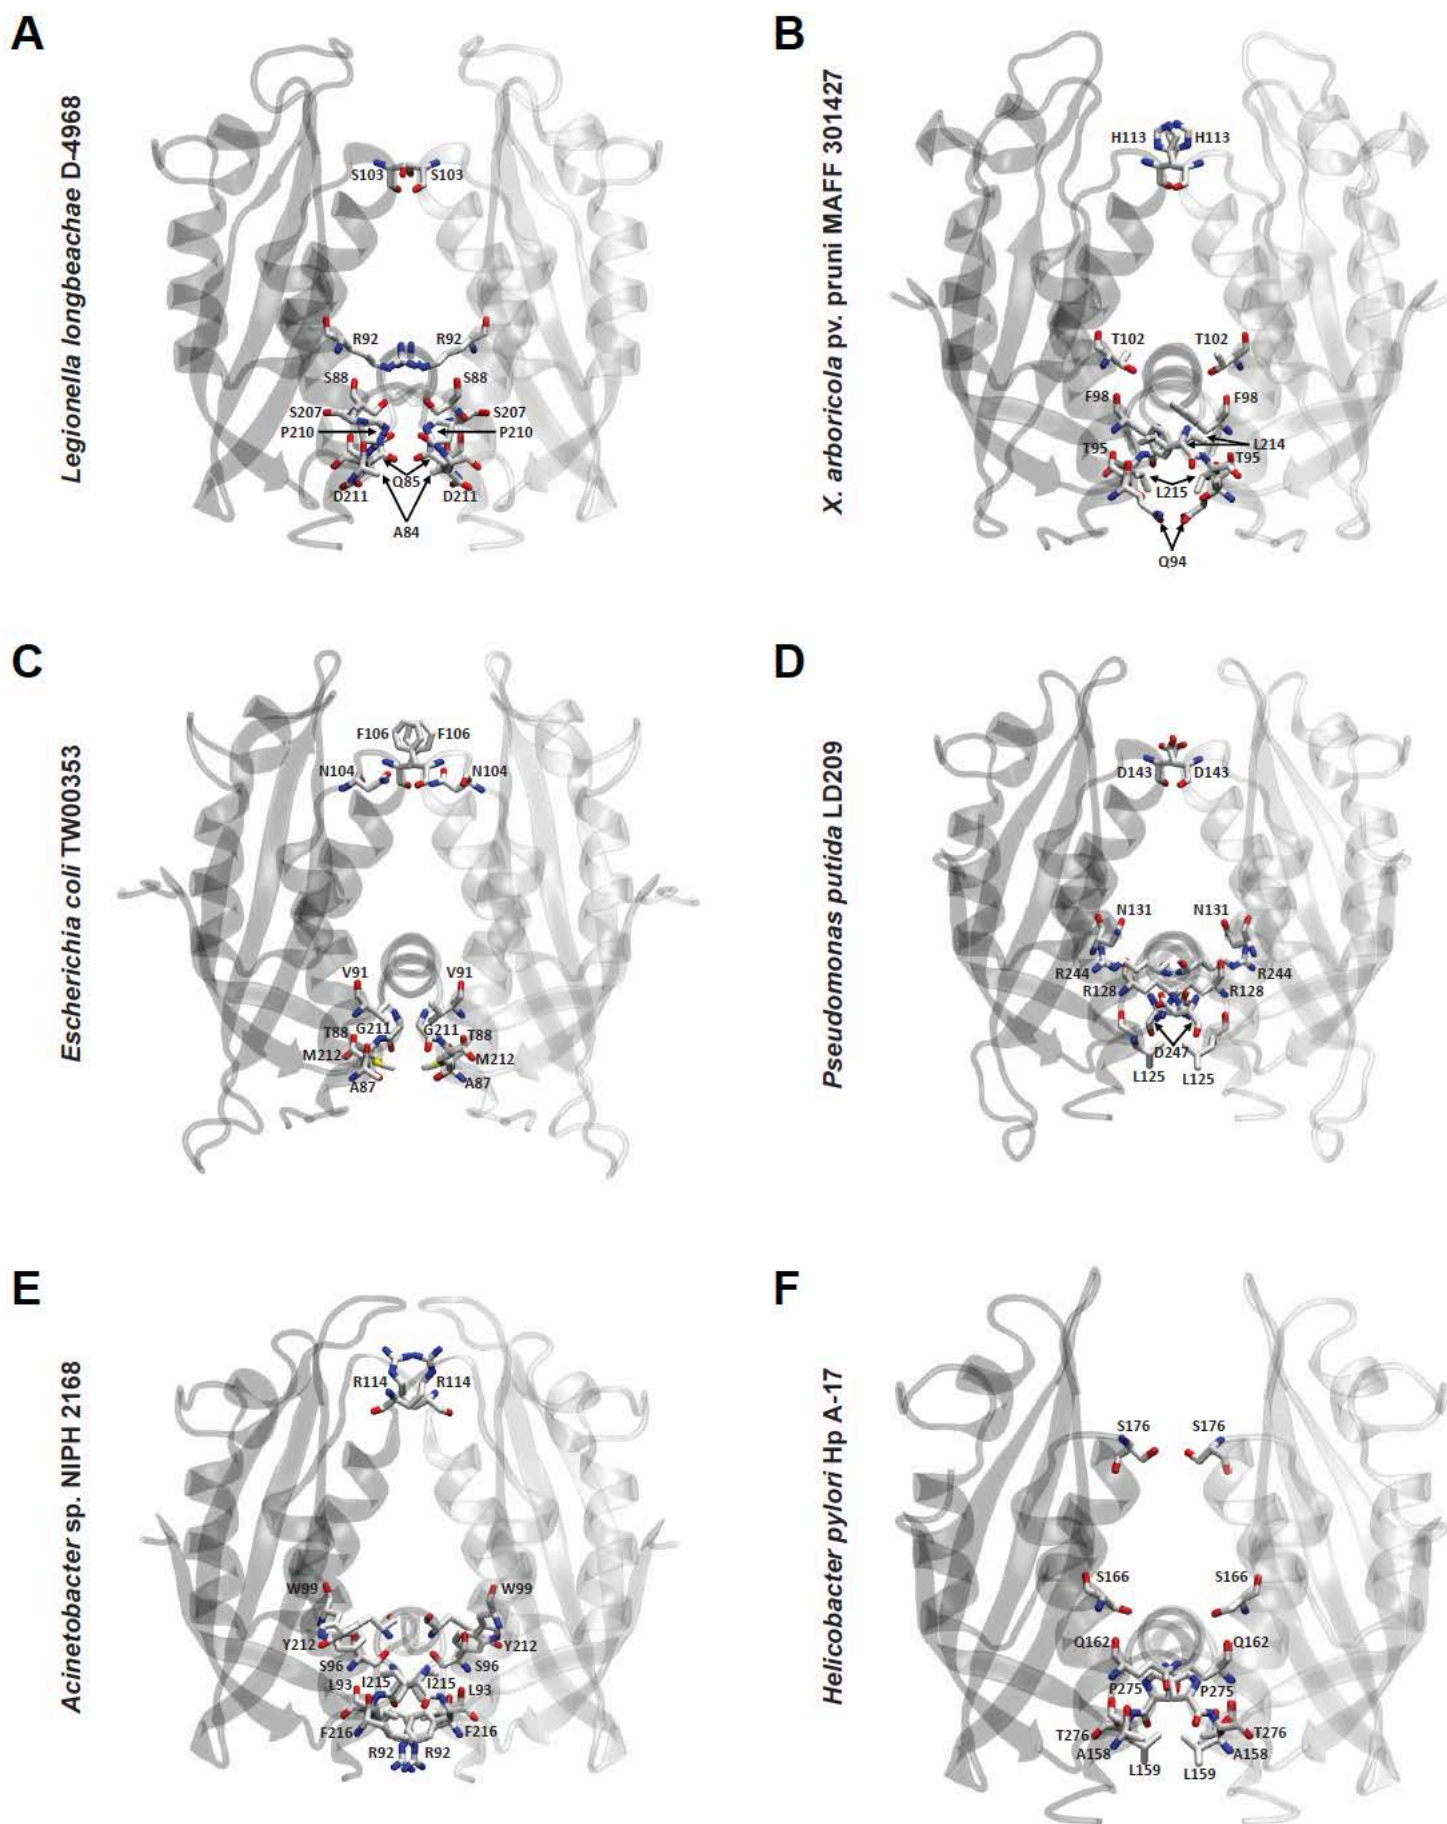 A
Legionella longbeachae D-4968
S103 S103
R92 R92
S88 S88
S207 S207
P210 P210
Q85
D211 D211
A84
B
X. arboricola pv. pruni MAFF 301427
H113 H113
T102 T102
F98 F98
L214
T95 T95
L215
Q94
C
Escherichia coli TW00353
F106 F106
N104 N104
V91 V91
G211 G211
T88 T88
M212 M212
A87 A87
D
Pseudomonas putida LD209
D143 D143
N131 N131
R244 R244
R128 R128
D247
L125 L125
E
Acinetobacter sp. NIPH 2168
R114 R114
W99 W99
Y212 Y212
S96 S96
I215 I215
L93 L93
F216 F216
R92 R92
F
Helicobacter pylori Hp A-17
S176 S176
S166 S166
Q162 Q162
P275 P275
T276 T276
A158 A158
L159 L159